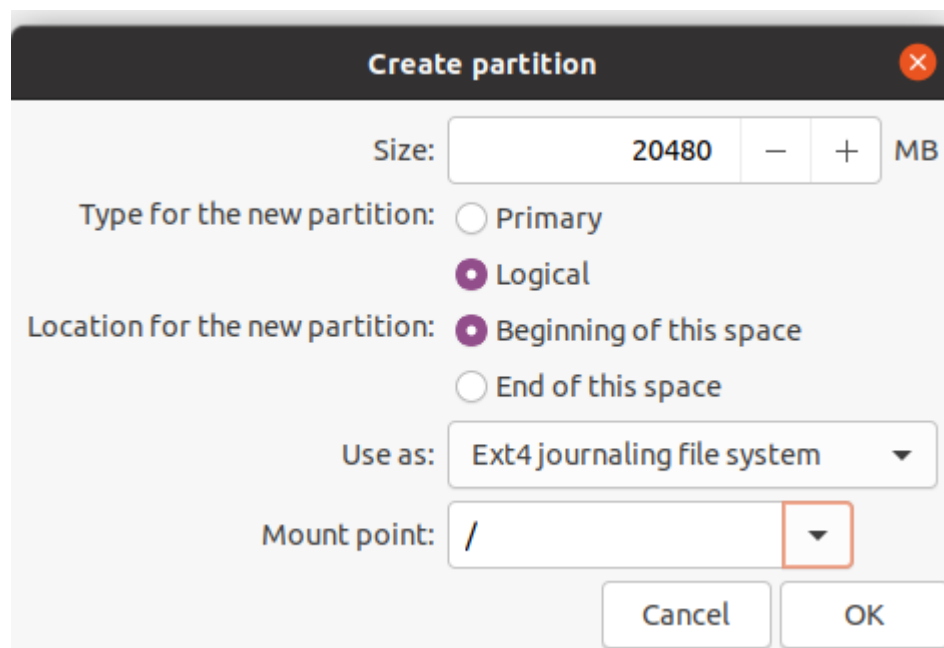 Create partition
Size: 20480 − + MB
Type for the new partition: Primary
Logical
Location for the new partition: Beginning of this space
End of this space
Use as: Ext4 journaling file system
Mount point: /
Cancel OK